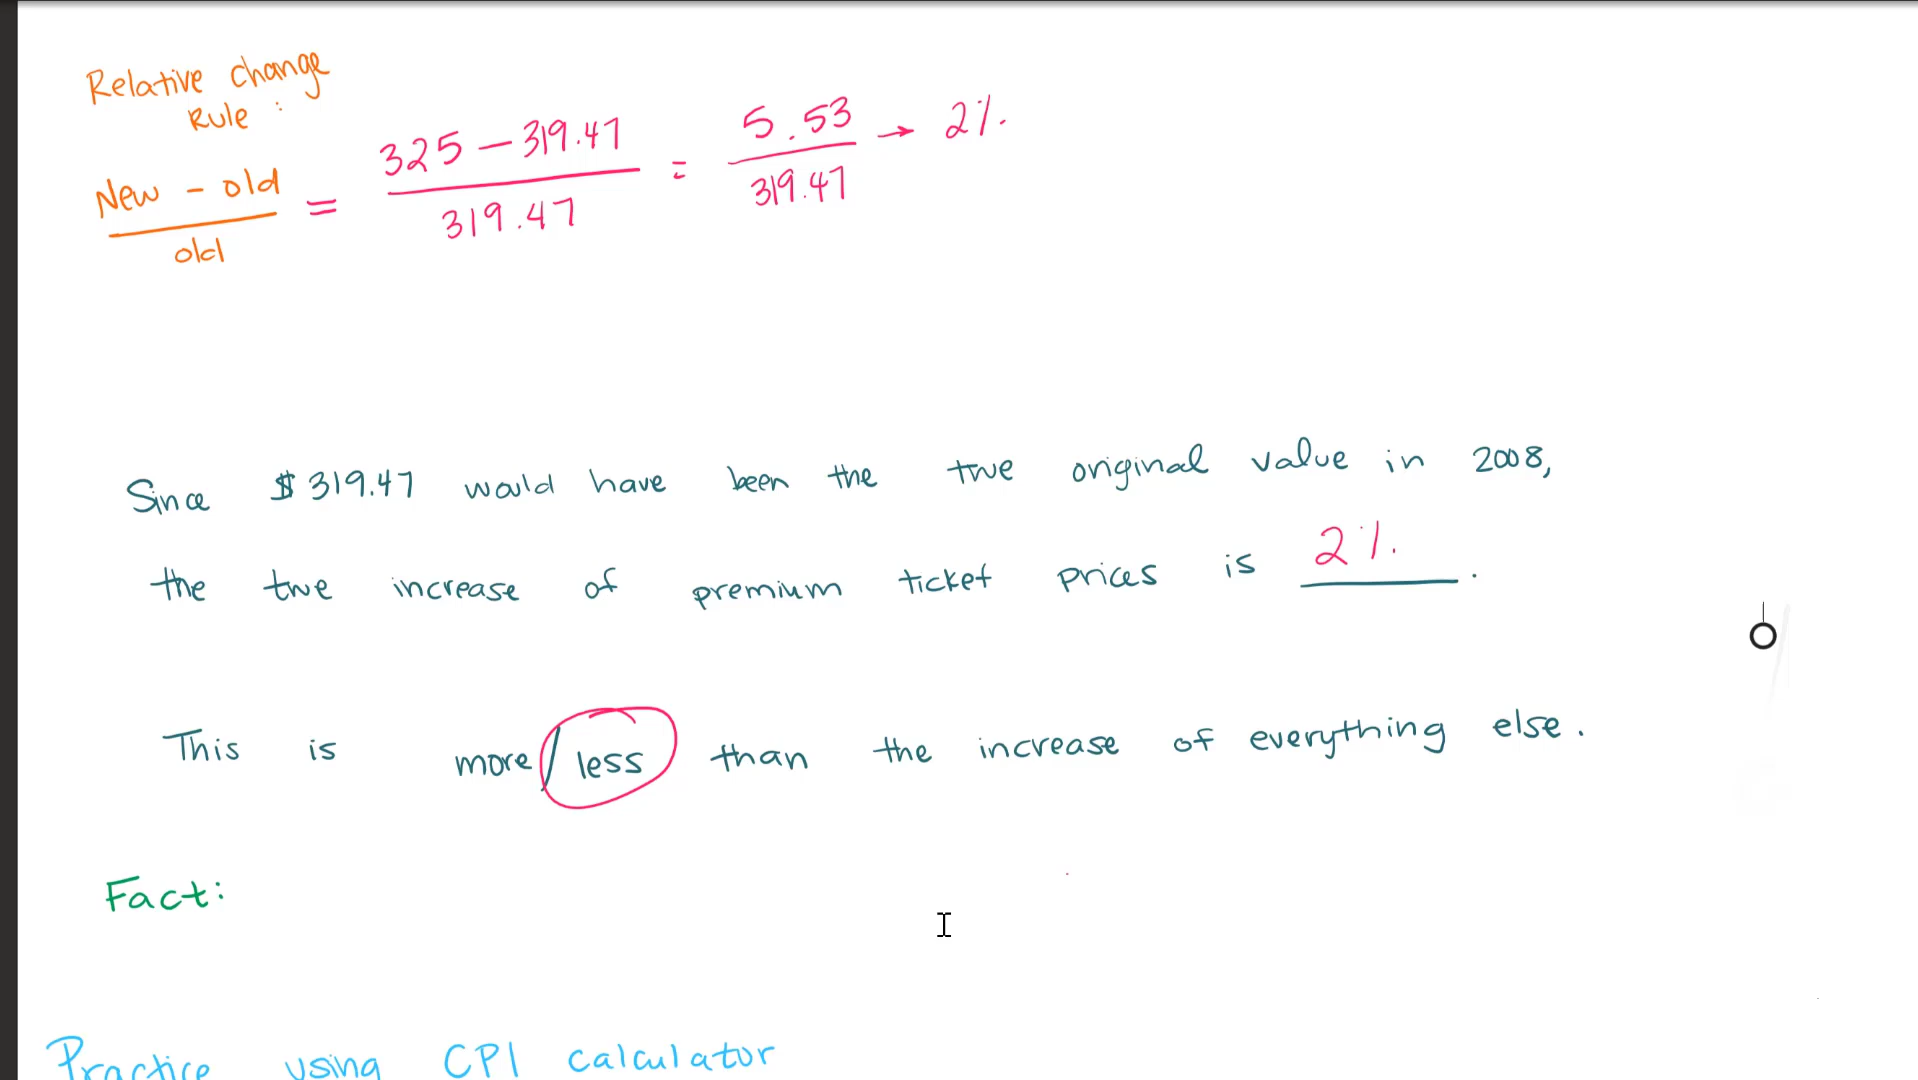 Relative change
Rule :
New - old / old = 325 - 319.47 / 319.47 = 5.53 / 319.47 → 2%.
Since $319.47 would have been the true original value in 2008,
the true increase of premium ticket prices is 2%.
This is more/less than the increase of everything else.
Fact:
Practice using CPI calculator